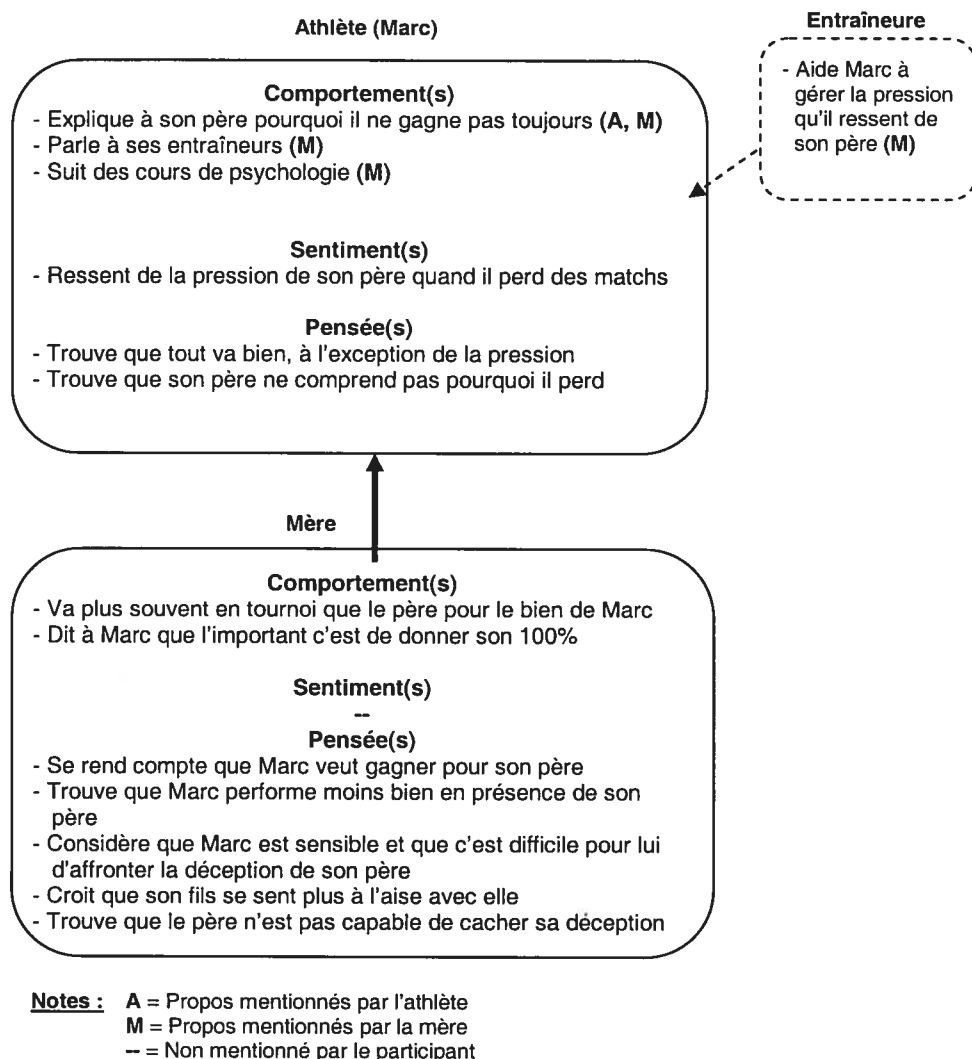 Athlète (Marc)
Entraîneure
- Aide Marc à
gérer la pression
qu'il ressent de
son père (M)
Comportement(s)
- Explique à son père pourquoi il ne gagne pas toujours (A, M)
- Parle à ses entraîneurs (M)
- Suit des cours de psychologie (M)
Sentiment(s)
- Ressent de la pression de son père quand il perd des matchs
Pensée(s)
- Trouve que tout va bien, à l'exception de la pression
- Trouve que son père ne comprend pas pourquoi il perd
Mère
Comportement(s)
- Va plus souvent en tournoi que le père pour le bien de Marc
- Dit à Marc que l'important c'est de donner son 100%
Sentiment(s)
--
Pensée(s)
- Se rend compte que Marc veut gagner pour son père
- Trouve que Marc performe moins bien en présence de son
père
- Considère que Marc est sensible et que c'est difficile pour lui
d'affronter la déception de son père
- Croit que son fils se sent plus à l'aise avec elle
- Trouve que le père n'est pas capable de cacher sa déception
Notes : A = Propos mentionnés par l'athlète
M = Propos mentionnés par la mère
-- = Non mentionné par le participant